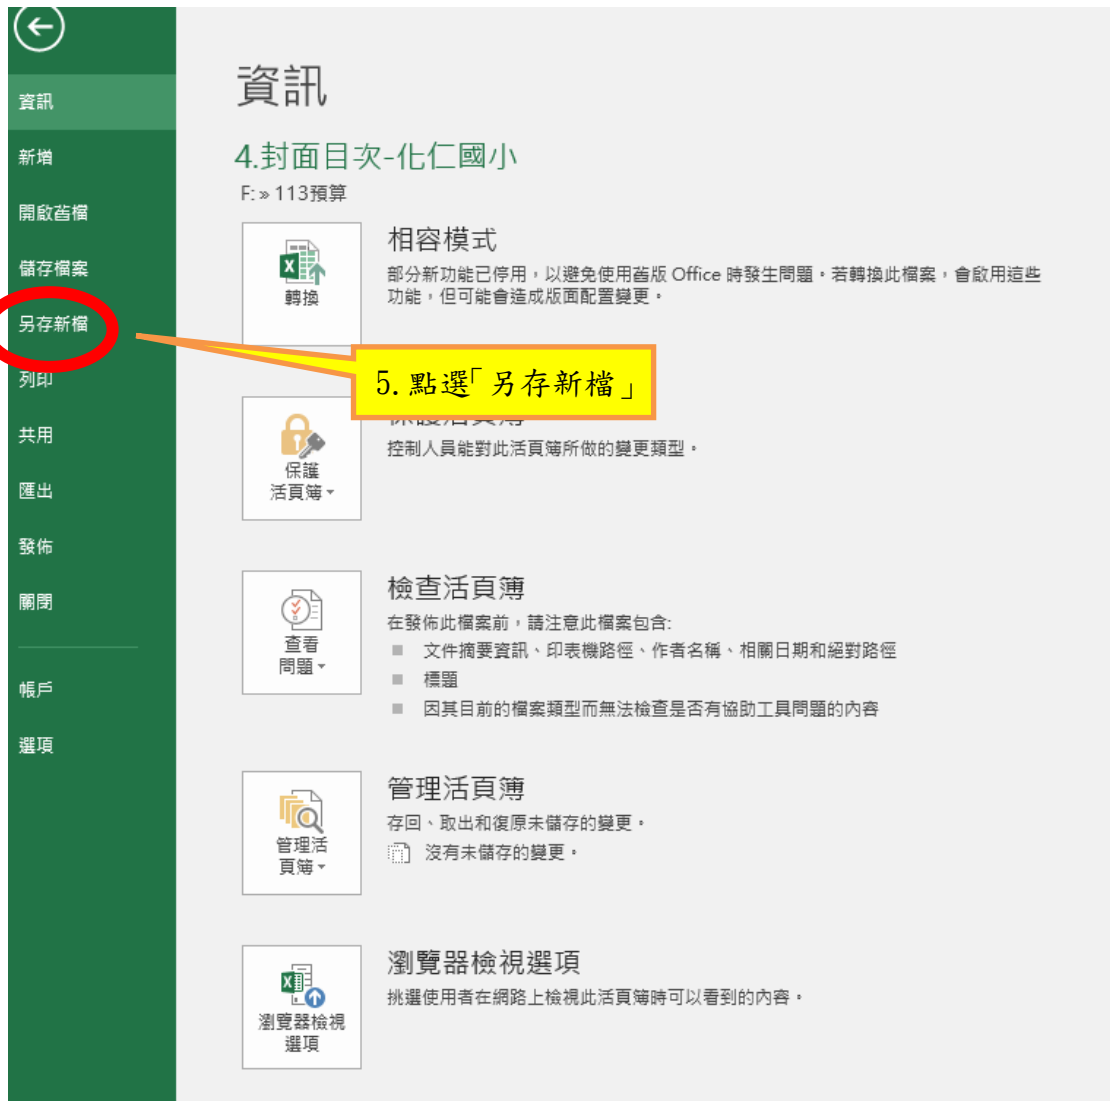 資訊
新增
開啟舊檔
儲存檔案
另存新檔
列印
共用
匯出
發佈
關閉
帳戶
選項
資訊
4.封面目次-化仁國小
F: » 113預算
轉換
相容模式
部分新功能已停用，以避免使用舊版 Office 時發生問題。若轉換此檔案，會啟用這些
功能，但可能會造成版面配置變更。
5.點選「另存新檔」
保護
活頁簿
保護活頁簿
控制人員能對此活頁簿所做的變更類型。
查看
問題
檢查活頁簿
在發佈此檔案前，請注意此檔案包含:
文件摘要資訊、印表機路徑、作者名稱、相關日期和絕對路徑
標題
因其目前的檔案類型而無法檢查是否有協助工具問題的內容
管理活
頁簿
管理活頁簿
存回、取出和復原未儲存的變更。
沒有未儲存的變更。
瀏覽器檢視
選項
瀏覽器檢視選項
挑選使用者在網路上檢視此活頁簿時可以看到的內容。